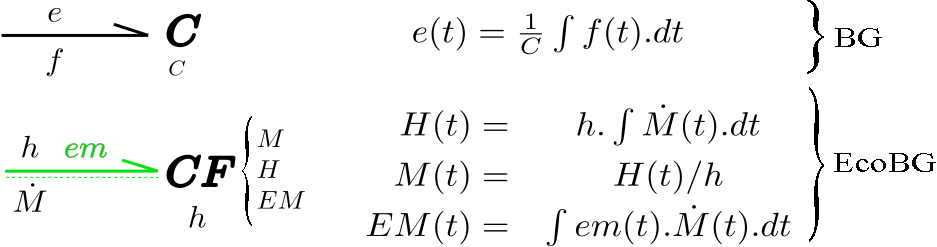 e
f
C
C
e(t) = 1/C ∫ f(t).dt
BG
h em
Ṁ
CF
h
M
H
EM
H(t) = h. ∫ Ṁ(t).dt
M(t) = H(t)/h
EM(t) = ∫ em(t).Ṁ(t).dt
EcoBG